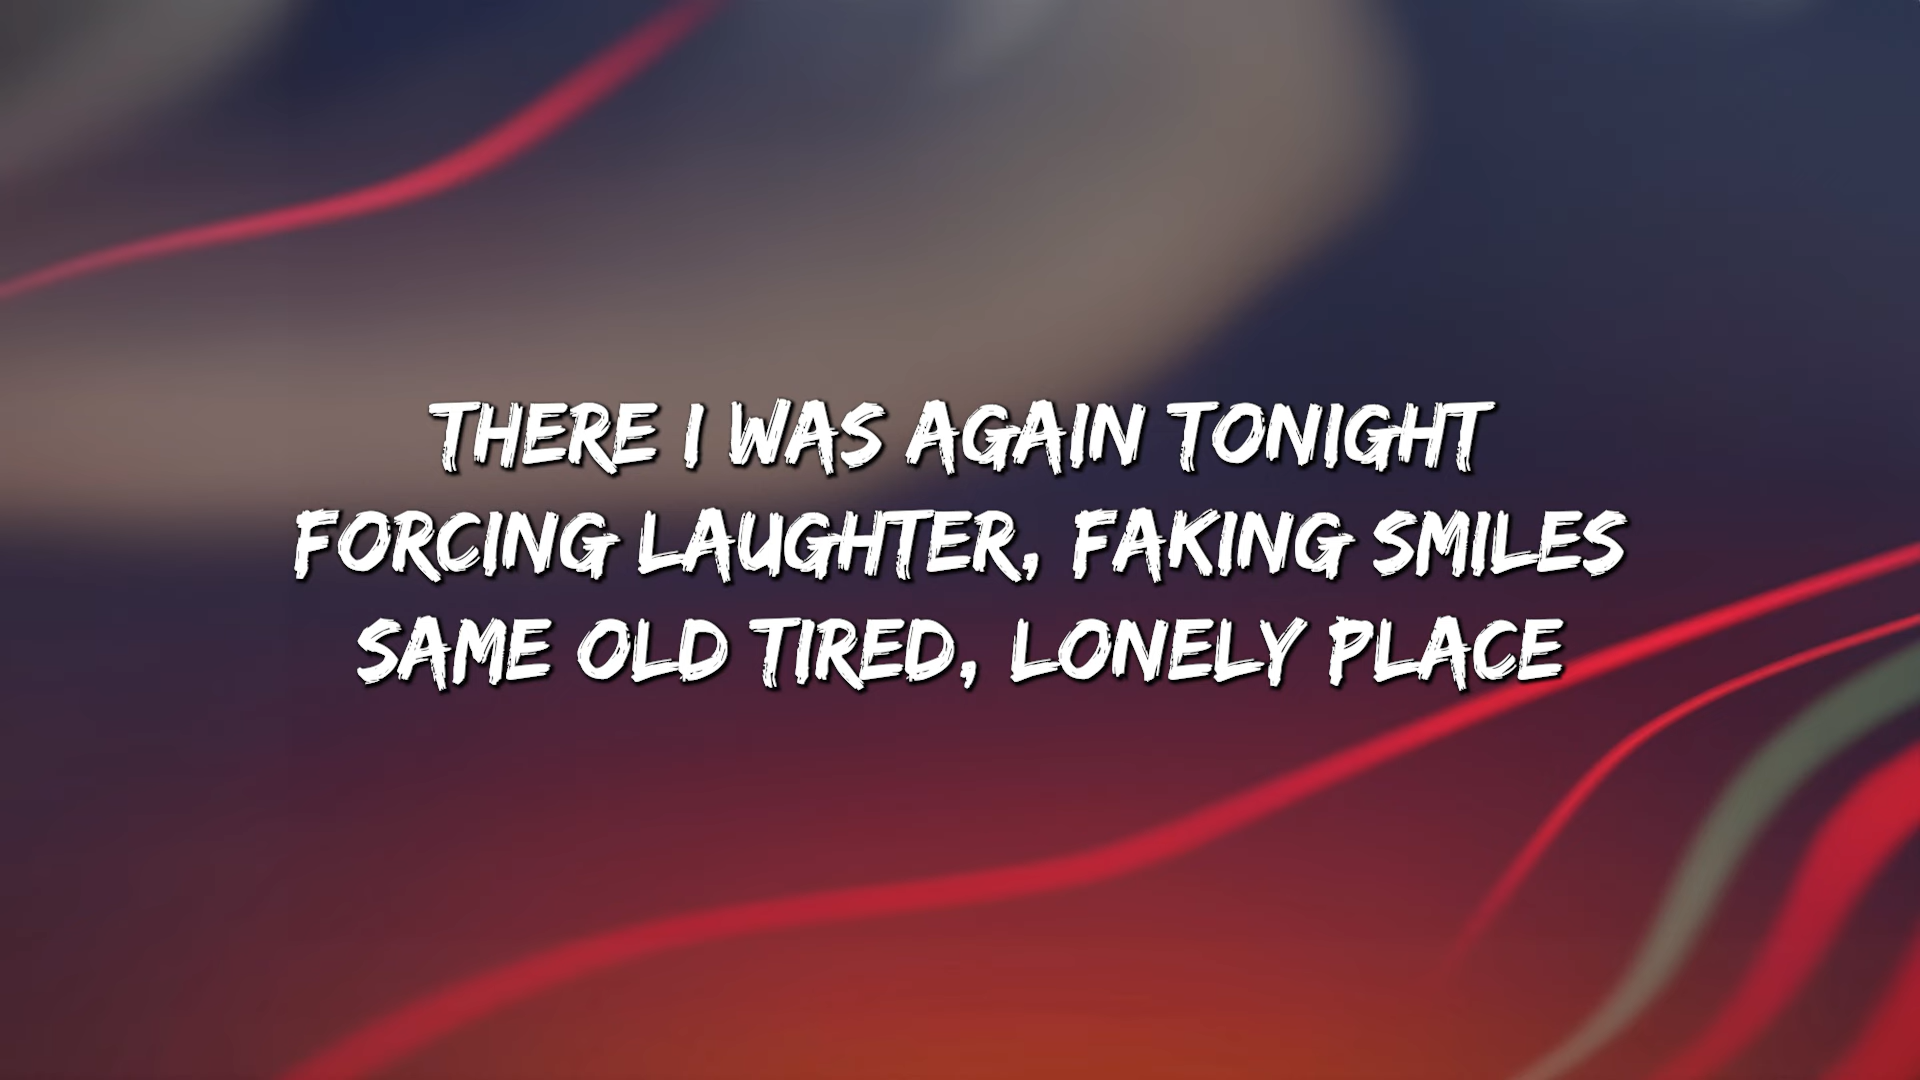 THERE I WAS AGAIN TONIGHT
FORCING LAUGHTER, FAKING SMILES
SAME OLD TIRED, LONELY PLACE